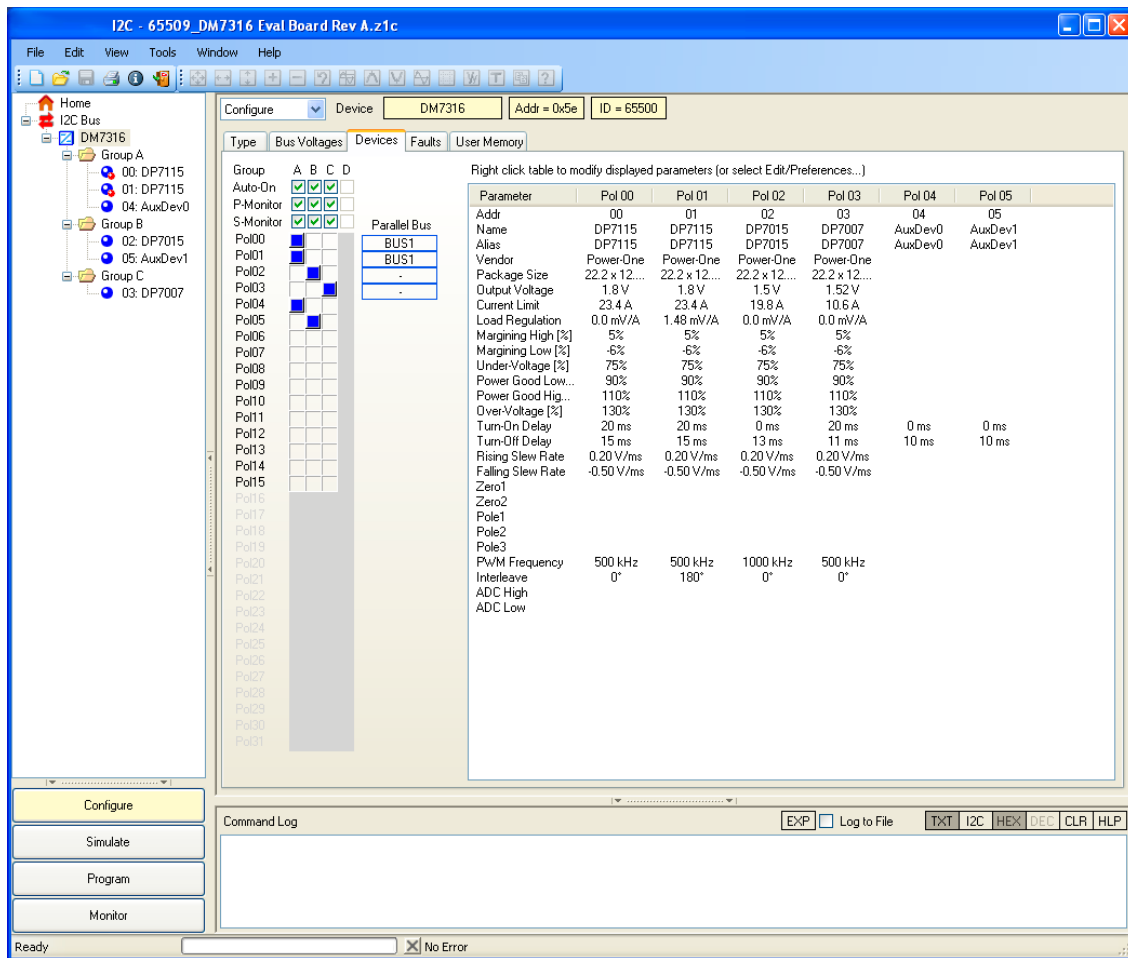 I2C - 65509_DM7316 Eval Board Rev A.z1c
File Edit View Tools Window Help
Home
I2C Bus
DM7316
Group A
00: DP7115
01: DP7115
04: AuxDev0
Group B
02: DP7015
05: AuxDev1
Group C
03: DP7007
Configure
Simulate
Program
Monitor
Configure Device DM7316 Addr = 0x5e ID = 65500
Type Bus Voltages Devices Faults User Memory
Group A B C D
Auto-On
P-Monitor
S-Monitor
Parallel Bus
Pol00 BUS1
Pol01 BUS1
Pol02 -
Pol03 -
Pol04
Pol05
Pol06
Pol07
Pol08
Pol09
Pol10
Pol11
Pol12
Pol13
Pol14
Pol15
Pol16
Pol17
Pol18
Pol19
Pol20
Pol21
Pol22
Pol23
Pol24
Pol25
Pol26
Pol27
Pol28
Pol29
Pol30
Pol31
Right click table to modify displayed parameters (or select Edit/Preferences...)
Parameter Pol 00 Pol 01 Pol 02 Pol 03 Pol 04 Pol 05
Addr 00 01 02 03 04 05
Name DP7115 DP7115 DP7015 DP7007 AuxDev0 AuxDev1
Alias DP7115 DP7115 DP7015 DP7007 AuxDev0 AuxDev1
Vendor Power-One Power-One Power-One Power-One
Package Size 22.2 x 12.... 22.2 x 12.... 22.2 x 12.... 22.2 x 12....
Output Voltage 1.8 V 1.8 V 1.5 V 1.52 V
Current Limit 23.4 A 23.4 A 19.8 A 10.6 A
Load Regulation 0.0 mV/A 1.48 mV/A 0.0 mV/A 0.0 mV/A
Margining High [%] 5% 5% 5% 5%
Margining Low [%] -6% -6% -6% -6%
Under-Voltage [%] 75% 75% 75% 75%
Power Good Low... 90% 90% 90% 90%
Power Good Hig... 110% 110% 110% 110%
Over-Voltage [%] 130% 130% 130% 130%
Turn-On Delay 20 ms 20 ms 0 ms 20 ms 0 ms 0 ms
Turn-Off Delay 15 ms 15 ms 13 ms 11 ms 10 ms 10 ms
Rising Slew Rate 0.20 V/ms 0.20 V/ms 0.20 V/ms 0.20 V/ms
Falling Slew Rate -0.50 V/ms -0.50 V/ms -0.50 V/ms -0.50 V/ms
Zero1
Zero2
Pole1
Pole2
Pole3
PWM Frequency 500 kHz 500 kHz 1000 kHz 500 kHz
Interleave 0° 180° 0° 0°
ADC High
ADC Low
Command Log EXP Log to File TXT I2C HEX DEC CLR HLP
Ready No Error